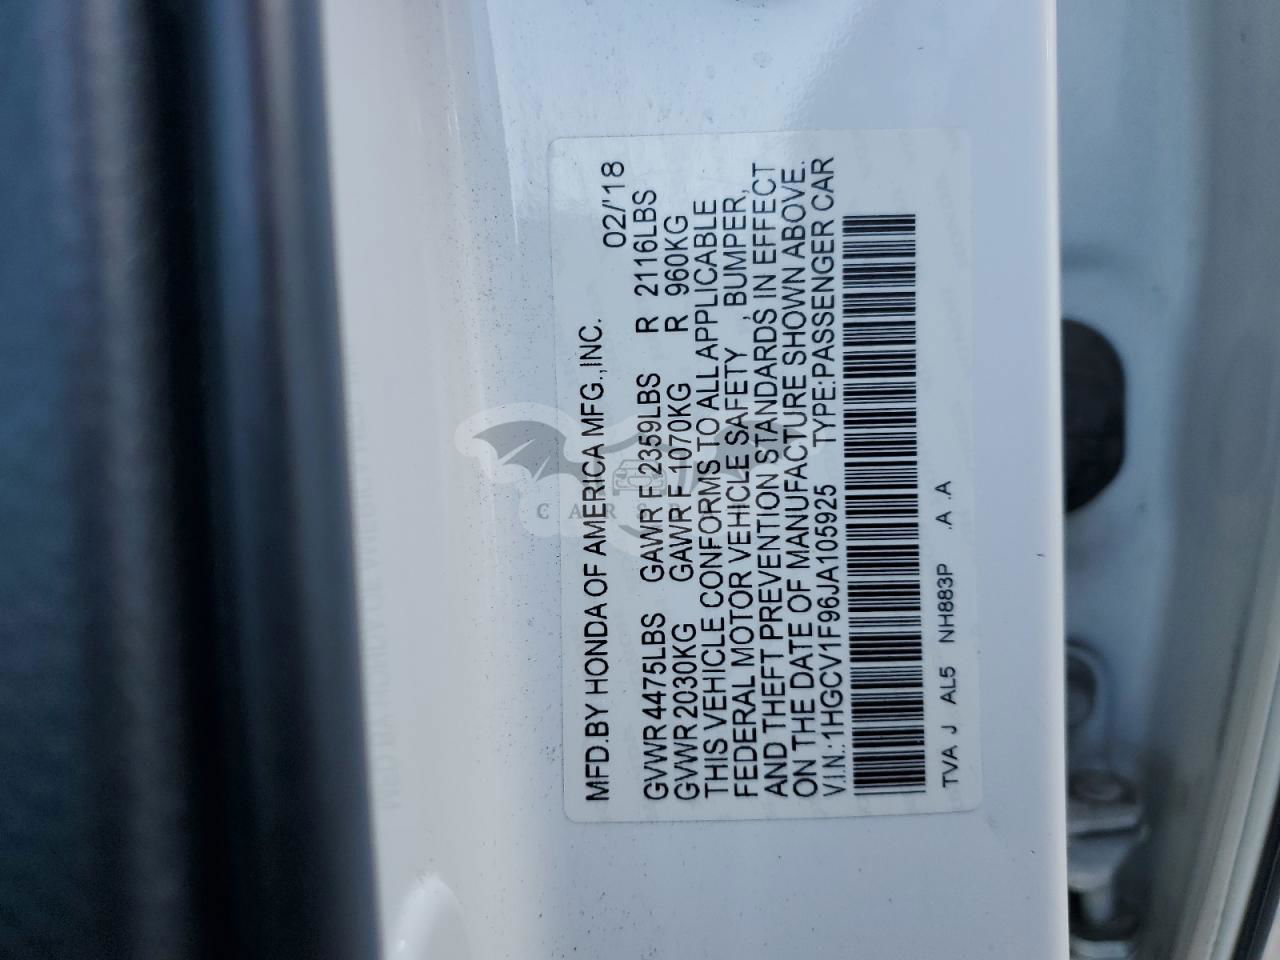 MFD.BY HONDA OF AMERICA MFG.,INC. 02/'18
GVWR 4475LBS GAWR F 2359LBS R 2116LBS
GVWR 2030KG GAWR F 1070KG R 960KG
THIS VEHICLE CONFORMS TO ALL APPLICABLE
FEDERAL MOTOR VEHICLE SAFETY , BUMPER,
AND THEFT PREVENTION STANDARDS IN EFFECT
ON THE DATE OF MANUFACTURE SHOWN ABOVE.
V.I.N.:1HGCV1F96JA105925 TYPE:PASSENGER CAR
TVA J AL5 NH883P .A .A